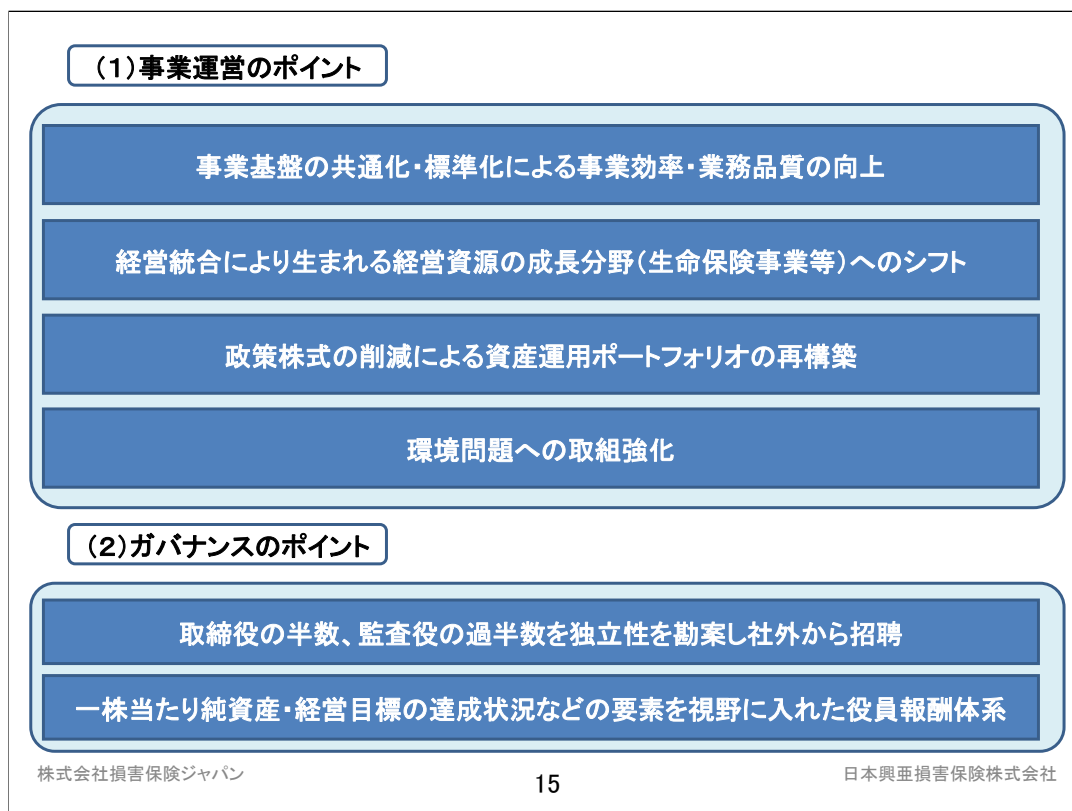 （１）事業運営のポイント
事業基盤の共通化・標準化による事業効率・業務品質の向上
経営統合により生まれる経営資源の成長分野（生命保険事業等）へのシフト
政策株式の削減による資産運用ポートフォリオの再構築
環境問題への取組強化
（２）ガバナンスのポイント
取締役の半数、監査役の過半数を独立性を勘案し社外から招聘
一株当たり純資産・経営目標の達成状況などの要素を視野に入れた役員報酬体系
株式会社損害保険ジャパン
15
日本興亜損害保険株式会社